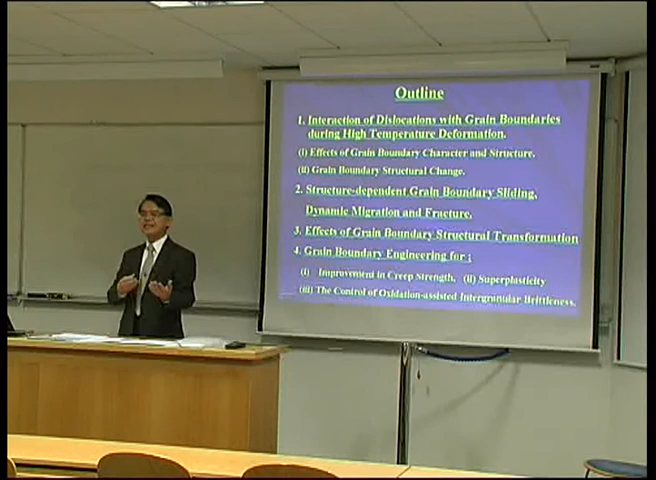 Outline
1. Interaction of Dislocations with Grain Boundaries
during High Temperature Deformation.
(i) Effects of Grain Boundary Character and Structure.
(ii) Grain Boundary Structural Change.
2. Structure-dependent Grain Boundary Sliding,
Dynamic Migration and Fracture.
3. Effects of Grain Boundary Structural Transformation
4. Grain Boundary Engineering for ;
(i) Improvement in Creep Strength, (ii) Superplasticity
(iii) The Control of Oxidation-assisted Intergranular Brittleness.